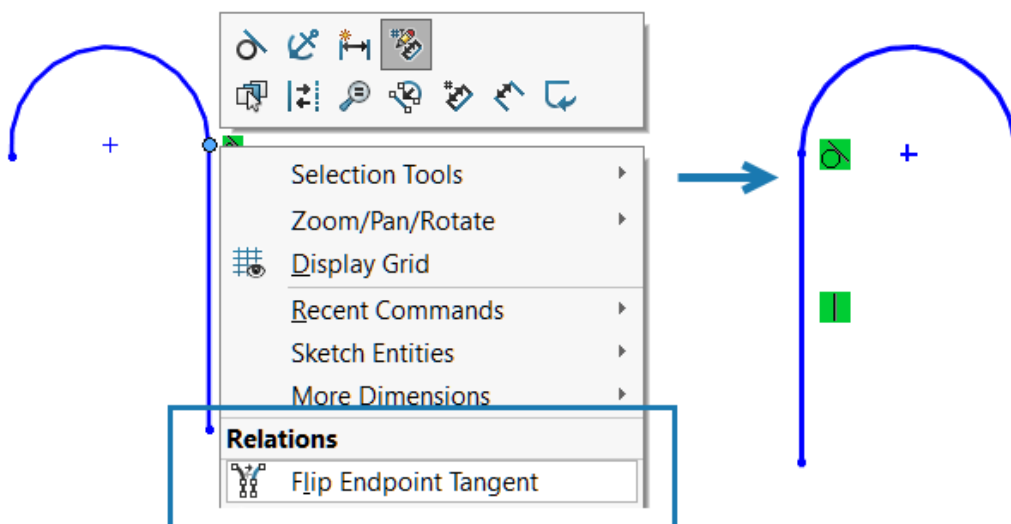 Selection Tools
Zoom/Pan/Rotate
Display Grid
Recent Commands
Sketch Entities
More Dimensions
Relations
Flip Endpoint Tangent